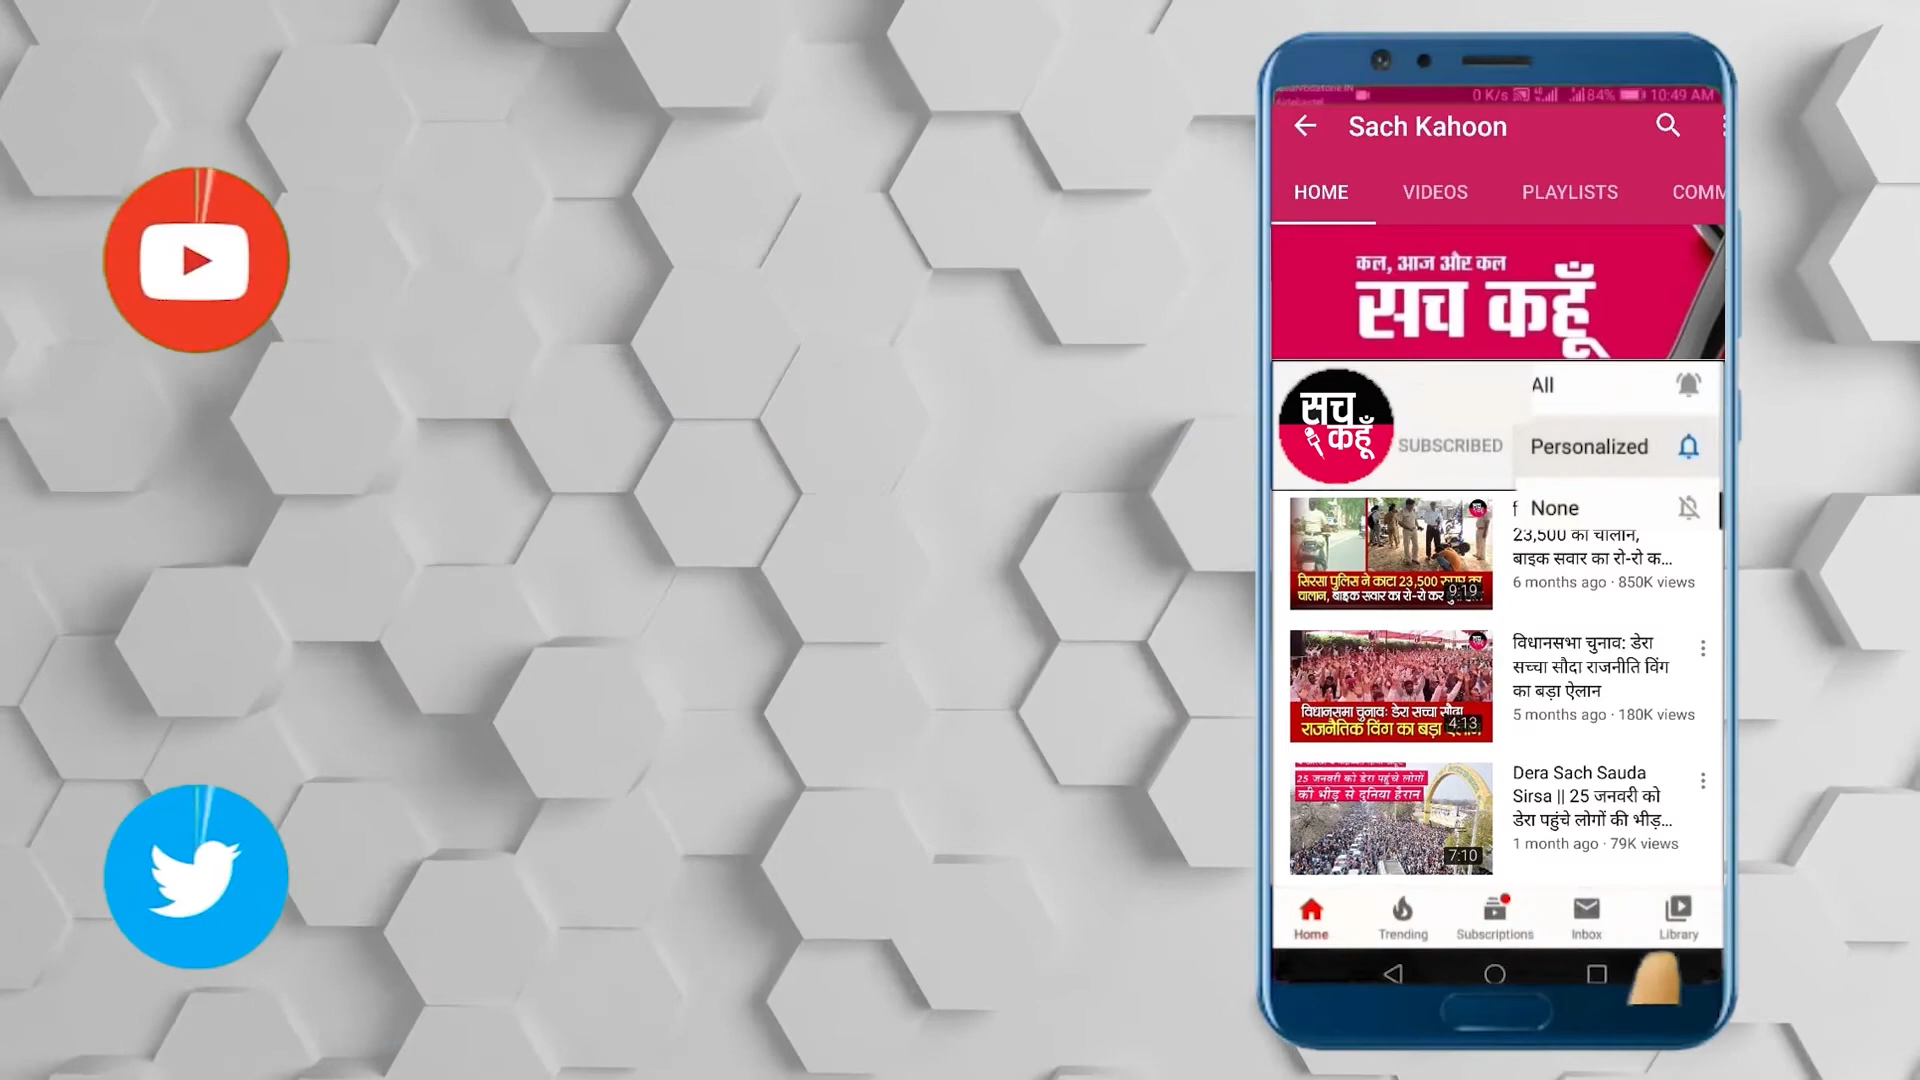 0 K/s 84% 10:49 AM
Sach Kahoon
HOME VIDEOS PLAYLISTS COMM
कल, आज और कल
सच कहूँ
सच
कहूँ
SUBSCRIBED
All
Personalized
None
सिरसा पुलिस ने काटा 23,500
चालान, बाइक सवार का रो-रो कर
9:19
23,500 का चालान,
बाइक सवार का रो-रो क...
6 months ago · 850K views
विधानसभा चुनावः डेरा सच्चा सौदा
राजनैतिक विंग का बड़ा
4:13
विधानसभा चुनाव: डेरा
सच्चा सौदा राजनीति विंग
का बड़ा ऐलान
5 months ago · 180K views
25 जनवरी को डेरा पहुंचे लोगों
की भीड़ से दुनिया हैरान
7:10
Dera Sach Sauda
Sirsa || 25 जनवरी को
डेरा पहुंचे लोगों की भीड़...
1 month ago · 79K views
Home Trending Subscriptions Inbox Library